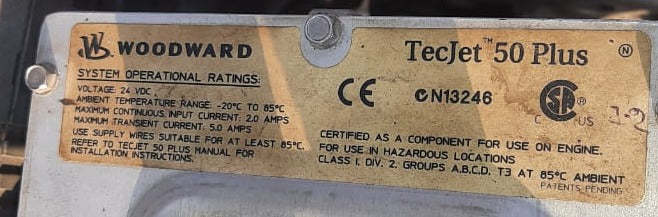 WOODWARD
TecJet™ 50 Plus
SYSTEM OPERATIONAL RATINGS:
VOLTAGE: 24 VDC
AMBIENT TEMPERATURE RANGE: -20°C TO 85°C
MAXIMUM CONTINUOUS INPUT CURRENT: 2.0 AMPS
MAXIMUM TRANSIENT CURRENT: 5.0 AMPS
USE SUPPLY WIRES SUITABLE FOR AT LEAST 85°C.
REFER TO TECJET 50 PLUS MANUAL FOR
INSTALLATION INSTRUCTIONS.
CE
N13246
C US
CERTIFIED AS A COMPONENT FOR USE ON ENGINE.
FOR USE IN HAZARDOUS LOCATIONS
CLASS I, DIV. 2, GROUPS A,B,C,D, T3 AT 85°C AMBIENT
PATENTS PENDING